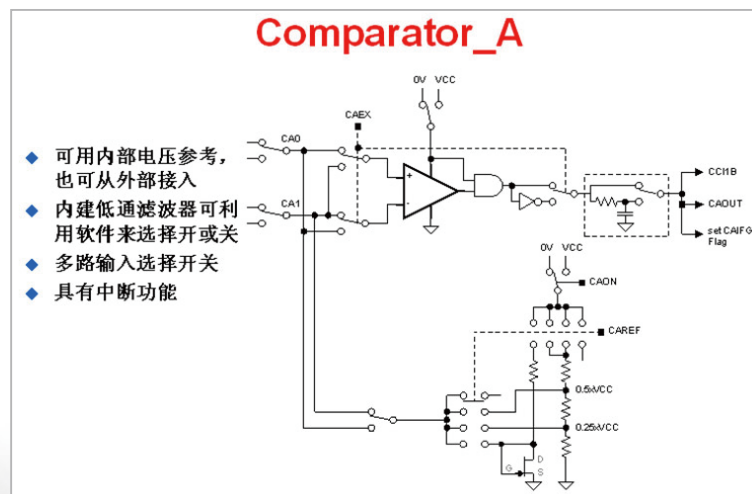 Comparator_A
0V VCC
CAEX
CA0
CA1
+
-
CCI1B
CAOUT
setCAIFG
Flag
◆ 可用内部电压参考，
也可从外部接入
◆ 内建低通滤波器可利
用软件来选择开或关
◆ 多路输入选择开关
◆ 具有中断功能
0V VCC
CAON
CAREF
0.5xVCC
0.25xVCC
D
G
S